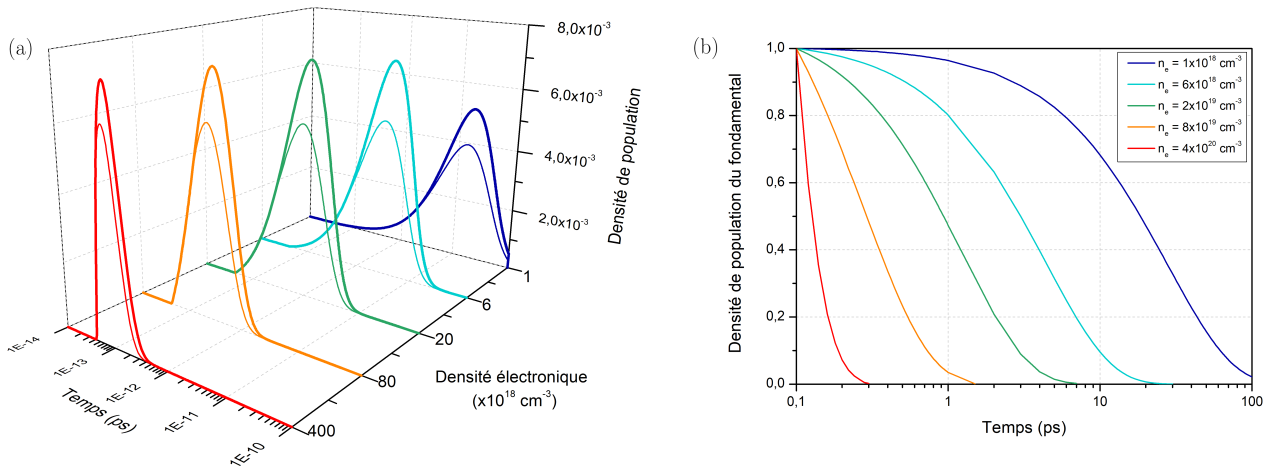 (a)
8,0x10⁻³
6,0x10⁻³
4,0x10⁻³
2,0x10⁻³
Densité de population
1
6
20
80
400
Densité électronique
(x10¹⁸ cm⁻³)
1E-14
1E-13
1E-12
1E-11
1E-10
Temps (ps)
(b)
1,0
0,8
0,6
0,4
0,2
0,0
Densité de population du fondamental
nₑ = 1x10¹⁸ cm⁻³
nₑ = 6x10¹⁸ cm⁻³
nₑ = 2x10¹⁹ cm⁻³
nₑ = 8x10¹⁹ cm⁻³
nₑ = 4x10²⁰ cm⁻³
0,1
1
10
100
Temps (ps)